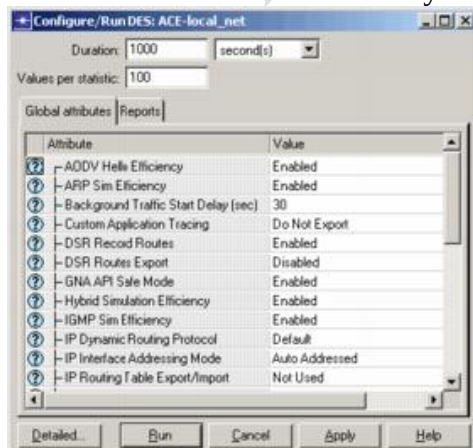 Configure/Run DES: ACE-local_net
Duration: 1000 second(s)
Values per statistic: 100
Global attributes Reports
Attribute Value
? AODV Hello Efficiency Enabled
? ARP Sim Efficiency Enabled
? Background Traffic Start Delay (sec) 30
? Custom Application Tracing Do Not Export
? DSR Record Routes Enabled
? DSR Routes Export Disabled
? GNA API Safe Mode Enabled
? Hybrid Simulation Efficiency Enabled
? IGMP Sim Efficiency Enabled
? IP Dynamic Routing Protocol Default
? IP Interface Addressing Mode Auto Addressed
? IP Routing Table Export/Import Not Used
Detailed... Run Cancel Apply Help